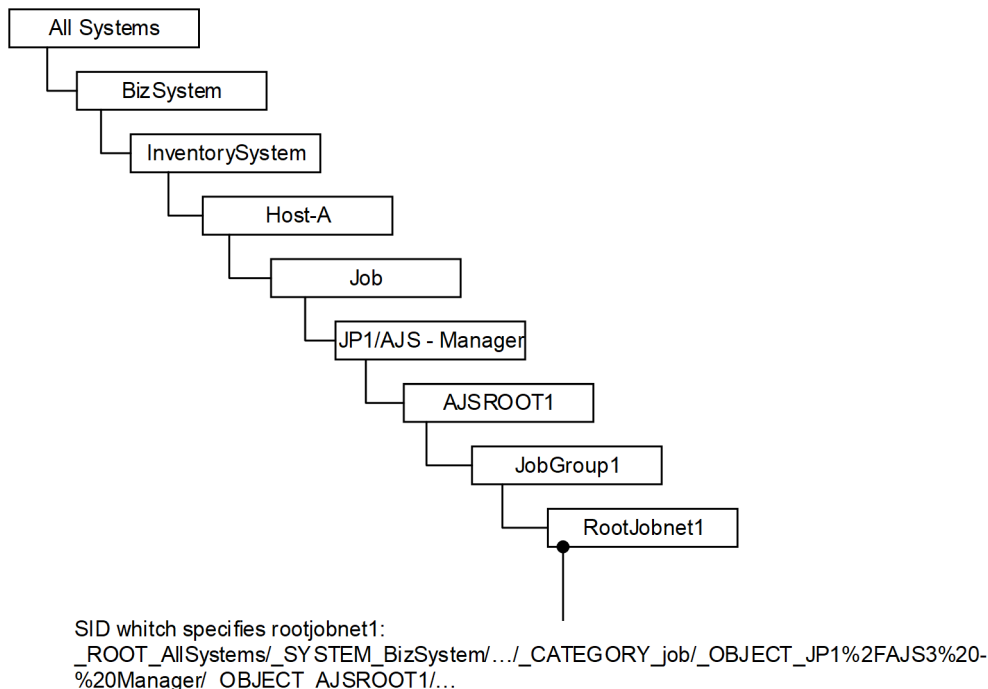 All Systems
BizSystem
InventorySystem
Host-A
Job
JP1/AJS - Manager
AJSROOT1
JobGroup1
RootJobnet1
SID whitch specifies rootjobnet1:
_ROOT_AllSystems/_SYSTEM_BizSystem/…/_CATEGORY_job/_OBJECT_JP1%2FAJS3%20-
%20Manager/_OBJECT_AJSROOT1/…